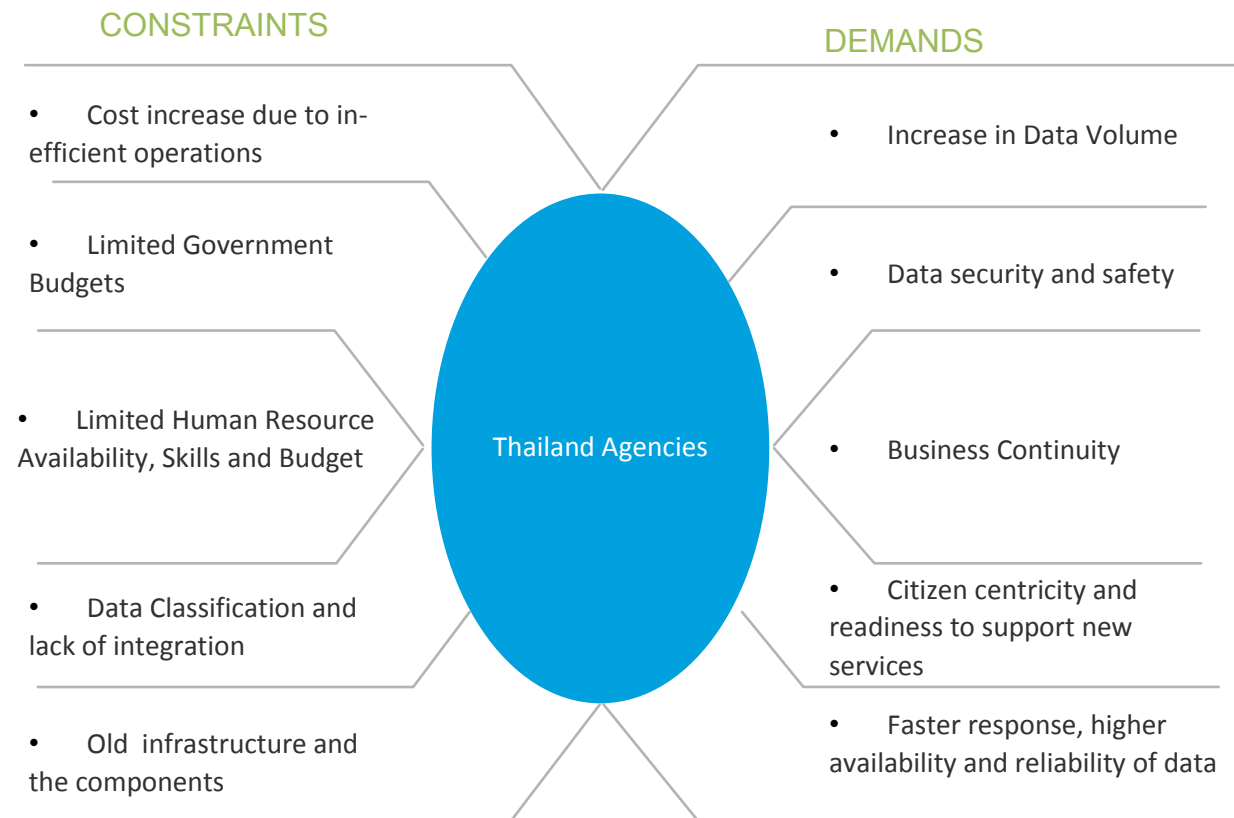 CONSTRAINTS
• Cost increase due to in-
efficient operations
• Limited Government
Budgets
• Limited Human Resource
Availability, Skills and Budget
• Data Classification and
lack of integration
• Old infrastructure and
the components
Thailand Agencies
DEMANDS
• Increase in Data Volume
• Data security and safety
• Business Continuity
• Citizen centricity and
readiness to support new
services
• Faster response, higher
availability and reliability of data